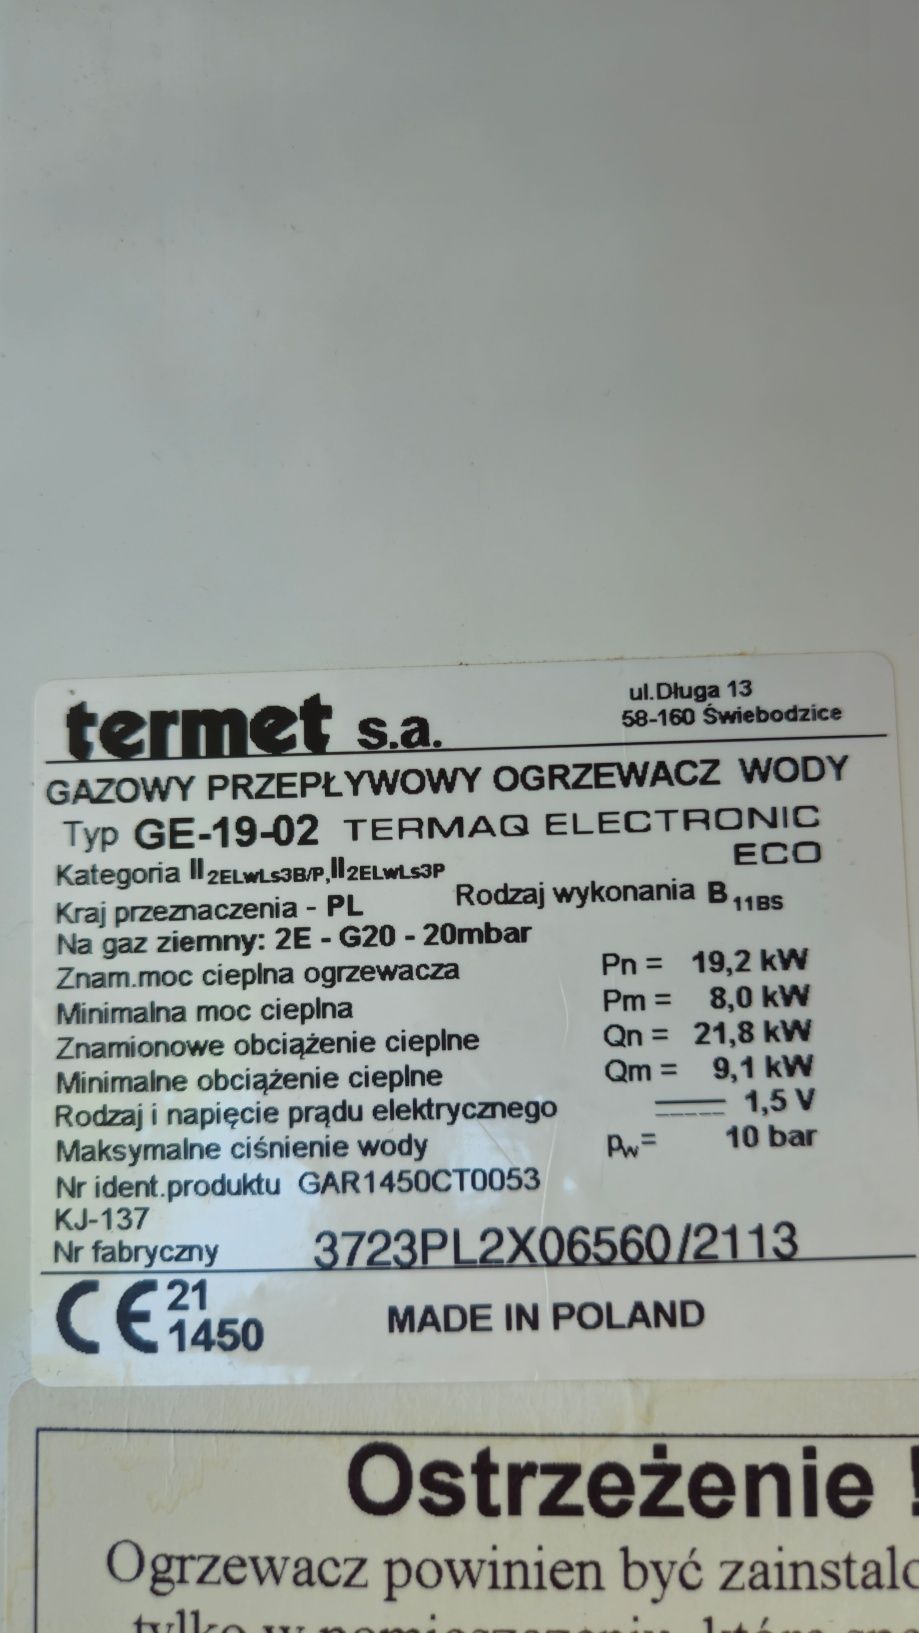 termet s.a.
ul.Długa 13
58-160 Świebodzice
GAZOWY PRZEPŁYWOWY OGRZEWACZ WODY
Typ GE-19-02 TERMAQ ELECTRONIC
ECO
Kategoria II2ELwLs3B/P,II2ELwLs3P
Kraj przeznaczenia - PL Rodzaj wykonania B11BS
Na gaz ziemny: 2E - G20 - 20mbar
Znam.moc cieplna ogrzewacza Pn = 19,2 kW
Minimalna moc cieplna Pm = 8,0 kW
Znamionowe obciążenie cieplne Qn = 21,8 kW
Minimalne obciążenie cieplne Qm = 9,1 kW
Rodzaj i napięcie prądu elektrycznego 1,5 V
Maksymalne ciśnienie wody pw= 10 bar
Nr ident.produktu GAR1450CT0053
KJ-137
Nr fabryczny 3723PL2X06560/2113
CE 21
1450
MADE IN POLAND
Ostrzeżenie !
Ogrzewacz powinien być
tylko w